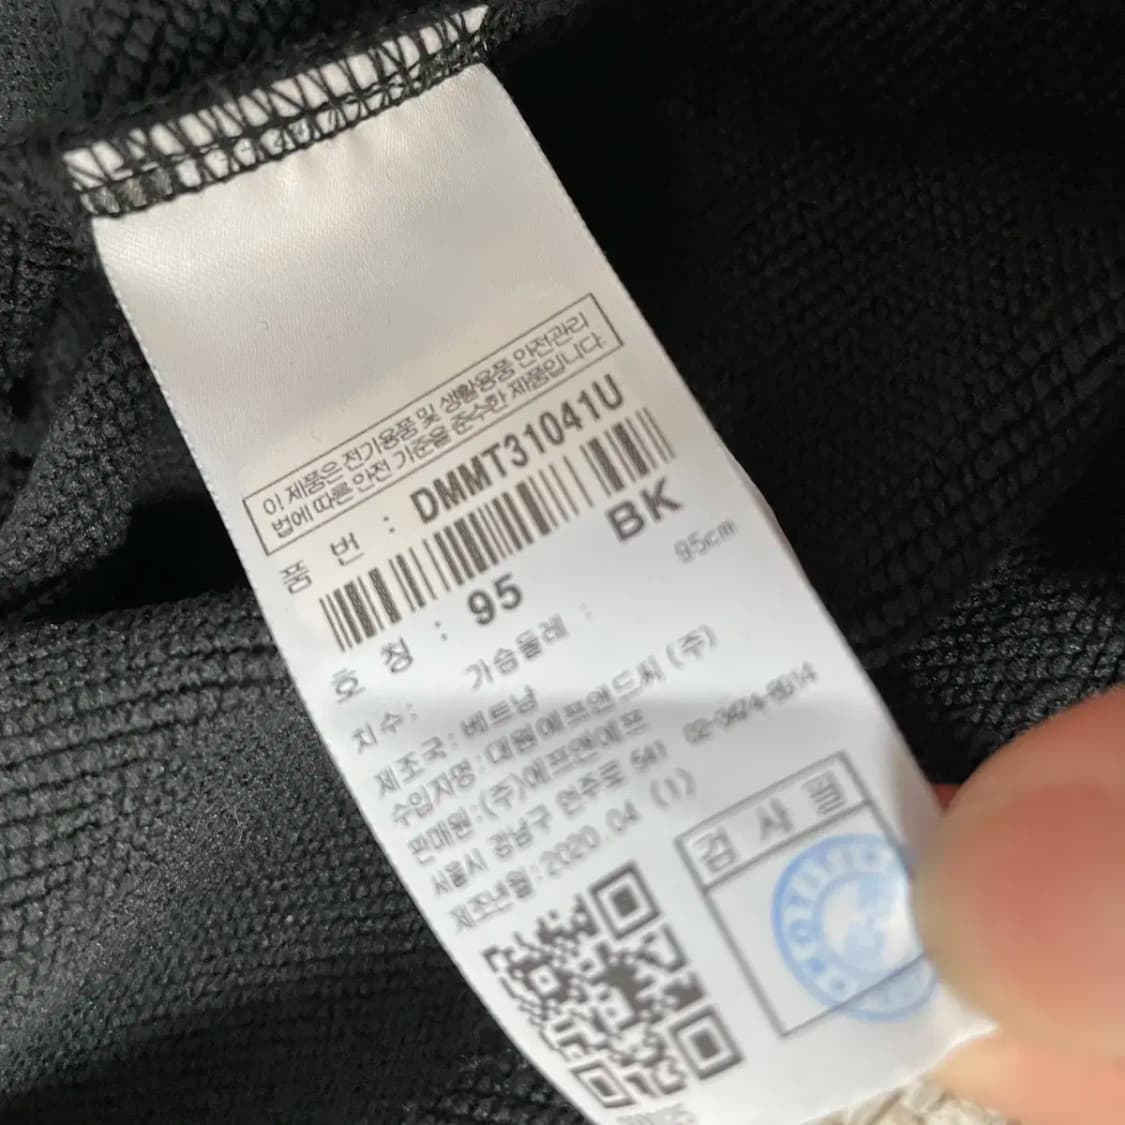 이 제품은 전기용품 및 생활용품 안전관리
법에 따른 안전 기준을 준수한 제품입니다.
품 번 : DMMT31041U
BK
호 칭 : 95
치수: 가슴둘레 : 95cm
제조국:베트남
수입자명:대원에프앤드씨 (주)
판매원:(주)에프앤에프
서울시 강남구 언주로 541
제조년월:2020.04 (1)
검 사 필